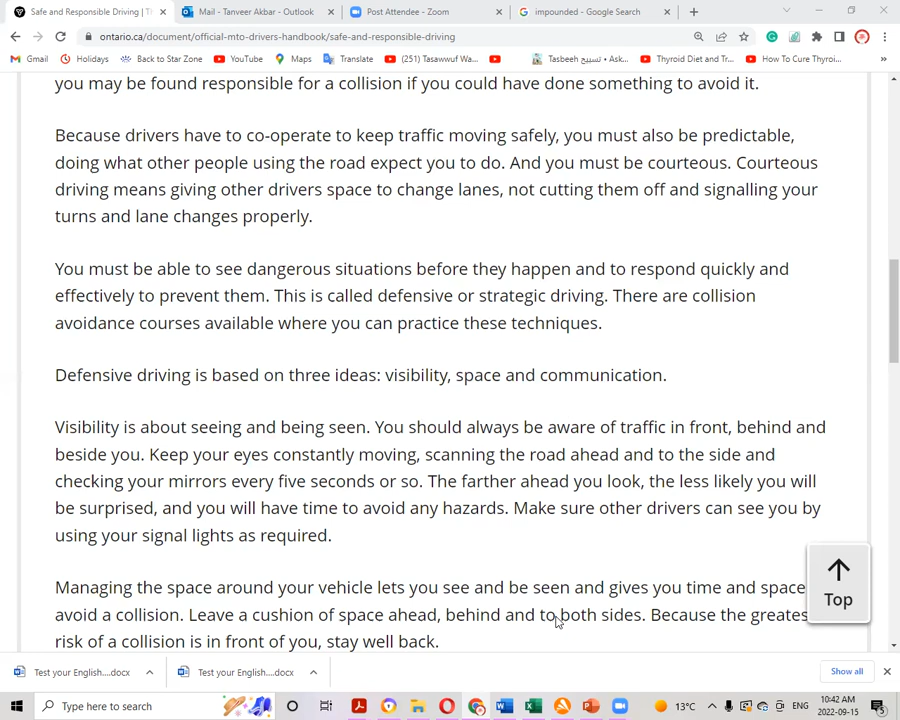 Safe and Responsible Driving | 
Mail - Tanveer Akbar - Outlook
Post Attendee - Zoom
impounded - Google Search
ontario.ca/document/official-mto-drivers-handbook/safe-and-responsible-driving
Gmail
Holidays
Back to Star Zone
YouTube
Maps
Translate
(251) Tasawwuf Wa...
Tasbeeh تسبيح • Ask...
Thyroid Diet and Tr...
How To Cure Thyroi...
you may be found responsible for a collision if you could have done something to avoid it.
Because drivers have to co-operate to keep traffic moving safely, you must also be predictable,
doing what other people using the road expect you to do. And you must be courteous. Courteous
driving means giving other drivers space to change lanes, not cutting them off and signalling your
turns and lane changes properly.
You must be able to see dangerous situations before they happen and to respond quickly and
effectively to prevent them. This is called defensive or strategic driving. There are collision
avoidance courses available where you can practice these techniques.
Defensive driving is based on three ideas: visibility, space and communication.
Visibility is about seeing and being seen. You should always be aware of traffic in front, behind and
beside you. Keep your eyes constantly moving, scanning the road ahead and to the side and
checking your mirrors every five seconds or so. The farther ahead you look, the less likely you will
be surprised, and you will have time to avoid any hazards. Make sure other drivers can see you by
using your signal lights as required.
Managing the space around your vehicle lets you see and be seen and gives you time and space
avoid a collision. Leave a cushion of space ahead, behind and to both sides. Because the greates
risk of a collision is in front of you, stay well back.
Top
Test your English....docx
Test your English....docx
Show all
Type here to search
13°C
10:42 AM
2022-09-15
5